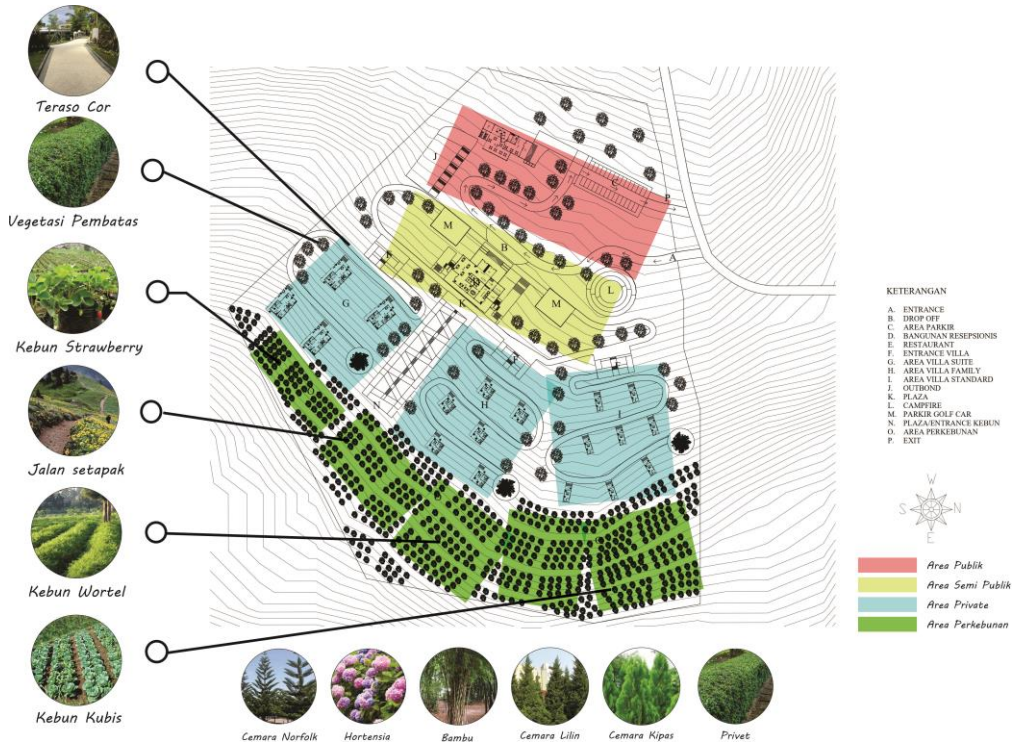 Teraso Cor
Vegetasi Pembatas
Kebun Strawberry
Jalan setapak
Kebun Wortel
Kebun Kubis
J
C
P
M
B
A
L
K
M
G
N
H
KETERANGAN
A. ENTRANCE
B. DROP OFF
C. AREA PARKIR
D. BANGUNAN RESEPSIONIS
E. RESTAURANT
F. ENTRANCE VILLA
G. AREA VILLA SUITE
H. AREA VILLA FAMILY
I. AREA VILLA STANDARD
J. OUTBOND
K. PLAZA
L. CAMPFIRE
M. PARKIR GOLF CAR
N. PLAZA/ENTRANCE KEBUN
O. AREA PERKEBUNAN
P. EXIT
W
S N
E
Area Publik
Area Semi Publik
Area Private
Area Perkebunan
Cemara Norfolk
Hortensia
Bambu
Cemara Lilin
Cemara Kipas
Privet